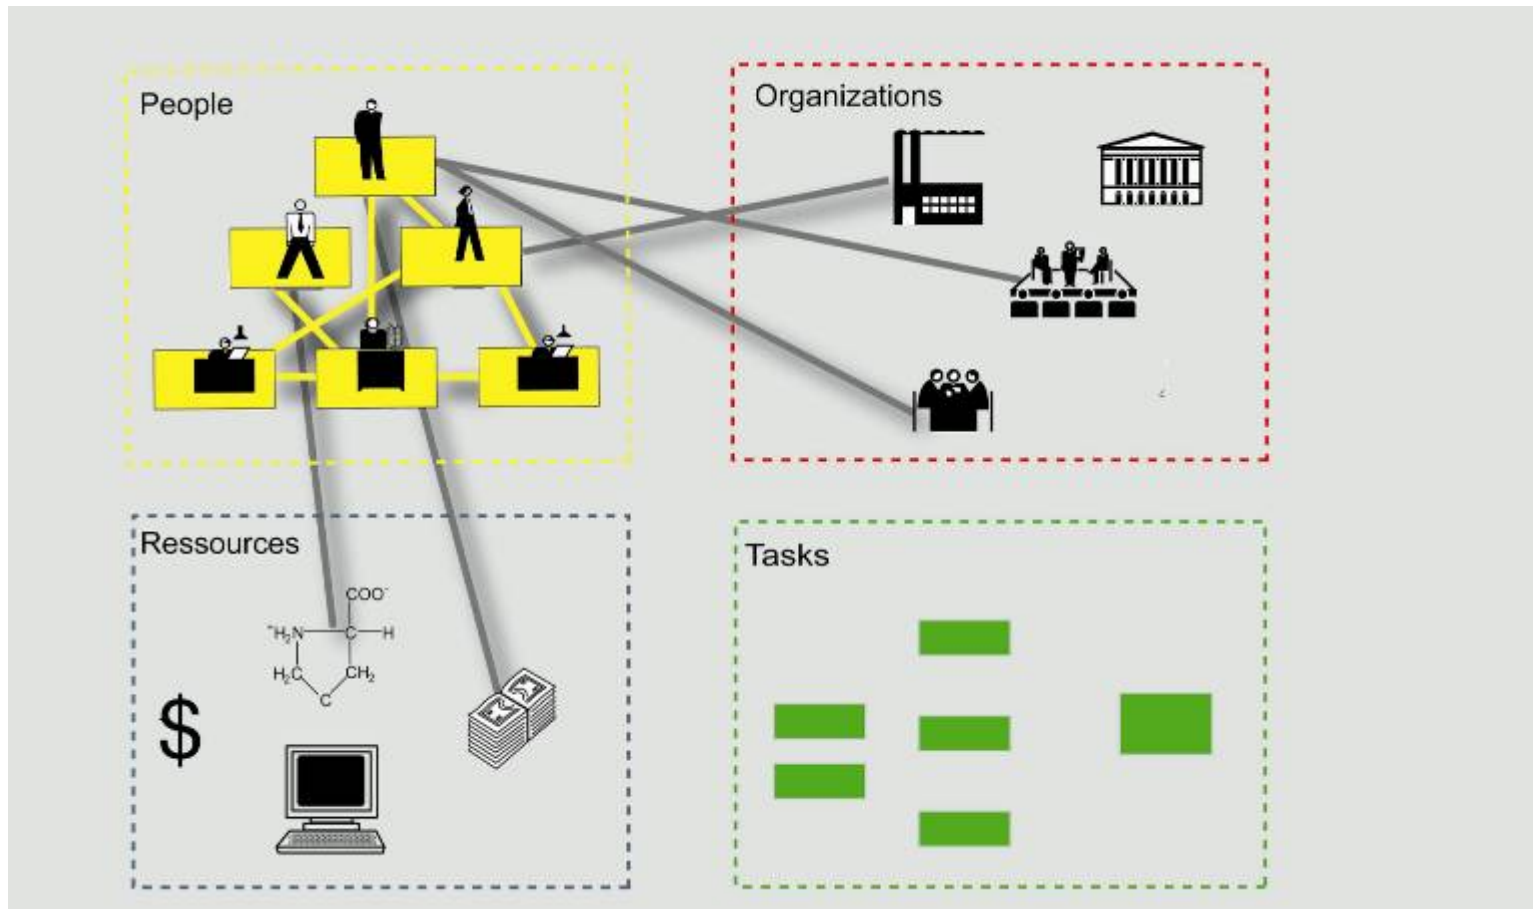 People
Organizations
Ressources
COO⁻
⁺H₂N
C
H
H₂C
CH₂
C
$
Tasks